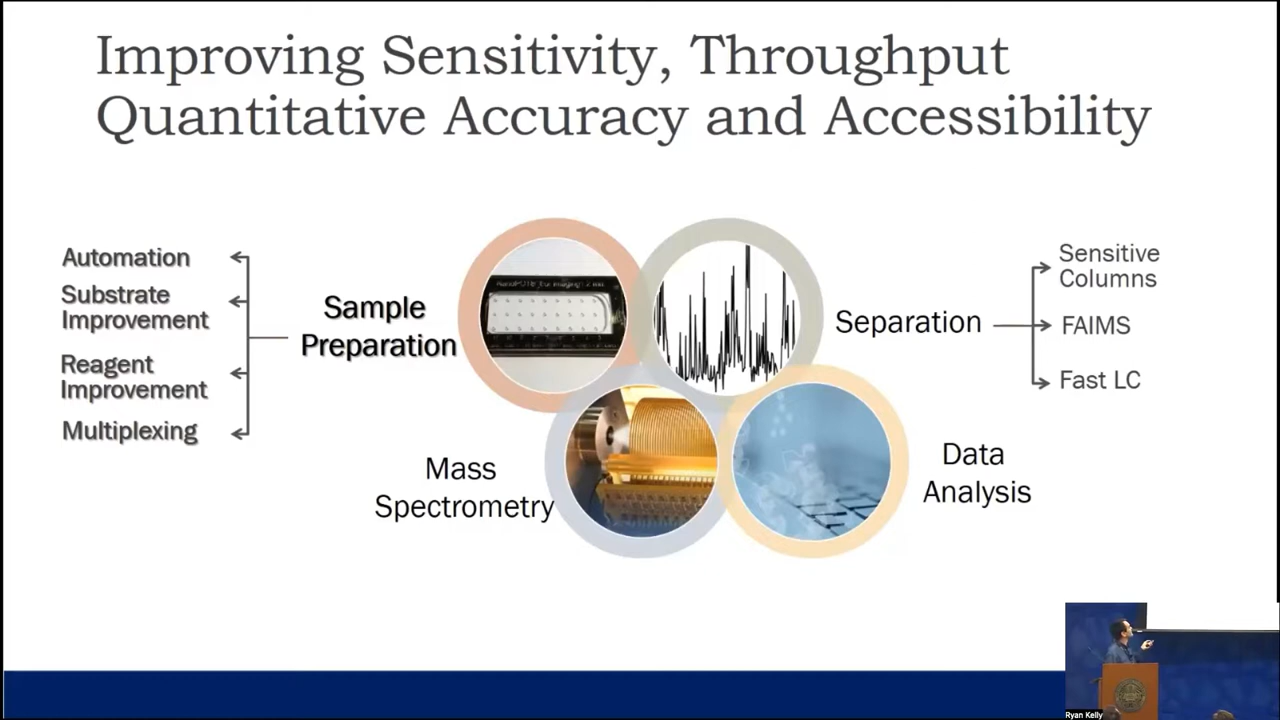 Improving Sensitivity, Throughput
Quantitative Accuracy and Accessibility
Automation
Substrate
Improvement
Reagent
Improvement
Multiplexing
Sample
Preparation
Separation
Sensitive
Columns
FAIMS
Fast LC
Mass
Spectrometry
Data
Analysis
Ryan Kelly